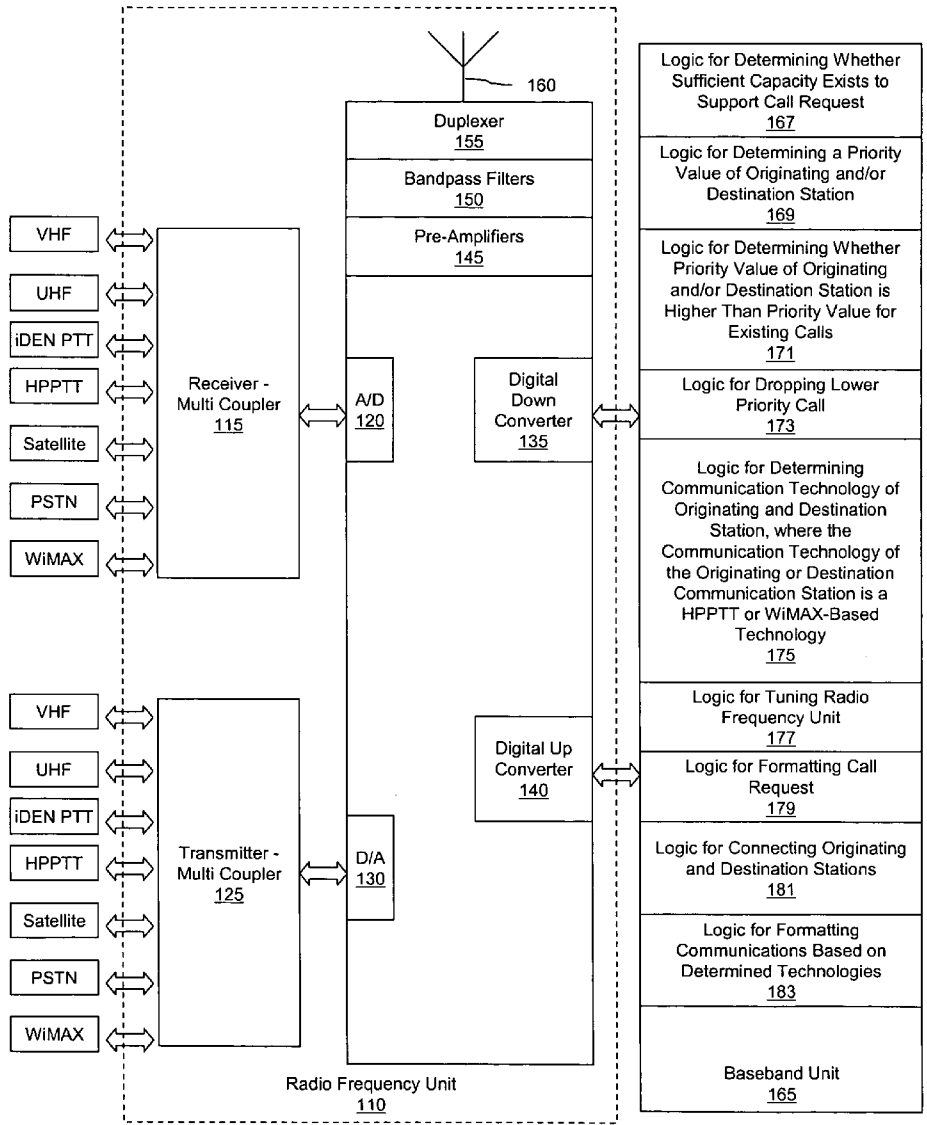 160
Duplexer
155
Bandpass Filters
150
Pre-Amplifiers
145
VHF
UHF
iDEN PTT
HPPTT
Satellite
PSTN
WiMAX
Receiver -
Multi Coupler
115
A/D
120
Digital
Down
Converter
135
VHF
UHF
iDEN PTT
HPPTT
Satellite
PSTN
WiMAX
Transmitter -
Multi Coupler
125
D/A
130
Digital Up
Converter
140
Radio Frequency Unit
110
Logic for Determining Whether
Sufficient Capacity Exists to
Support Call Request
167
Logic for Determining a Priority
Value of Originating and/or
Destination Station
169
Logic for Determining Whether
Priority Value of Originating
and/or Destination Station is
Higher Than Priority Value for
Existing Calls
171
Logic for Dropping Lower
Priority Call
173
Logic for Determining
Communication Technology of
Originating and Destination
Station, where the
Communication Technology of
the Originating or Destination
Communication Station is a
HPPTT or WiMAX-Based
Technology
175
Logic for Tuning Radio
Frequency Unit
177
Logic for Formatting Call
Request
179
Logic for Connecting Originating
and Destination Stations
181
Logic for Formatting
Communications Based on
Determined Technologies
183
Baseband Unit
165